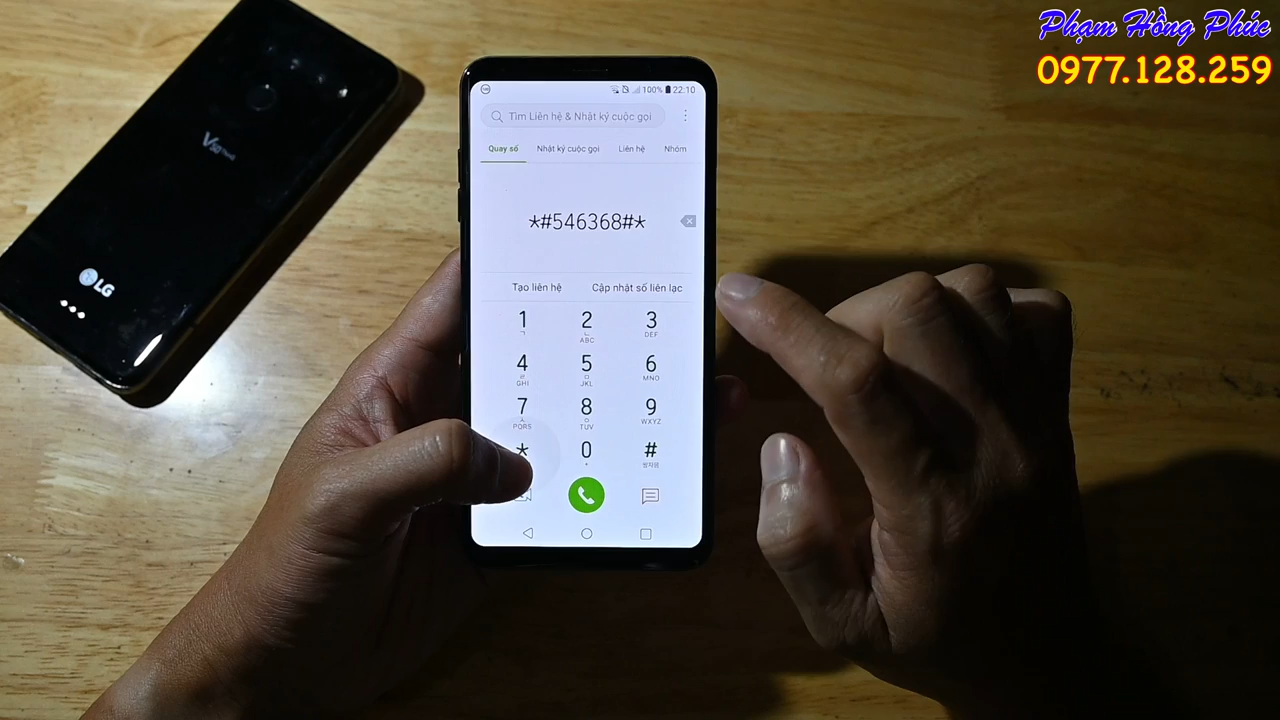 Phạm Hồng Phúc
0977.128.259
100% 22:10
Tìm Liên hệ & Nhật ký cuộc gọi
Quay số Nhật ký cuộc gọi Liên hệ Nhóm
*#546368#*
Tạo liên hệ Cập nhật số liên lạc
1 2 3
ㄱ ㄴ ABC DEF
4 5 6
ㄹ GHI ㅁ JKL MNO
7 8 9
ㅅ PQRS ㅇ TUV WXYZ
* 0 #
+
V50 ThinQ
LG